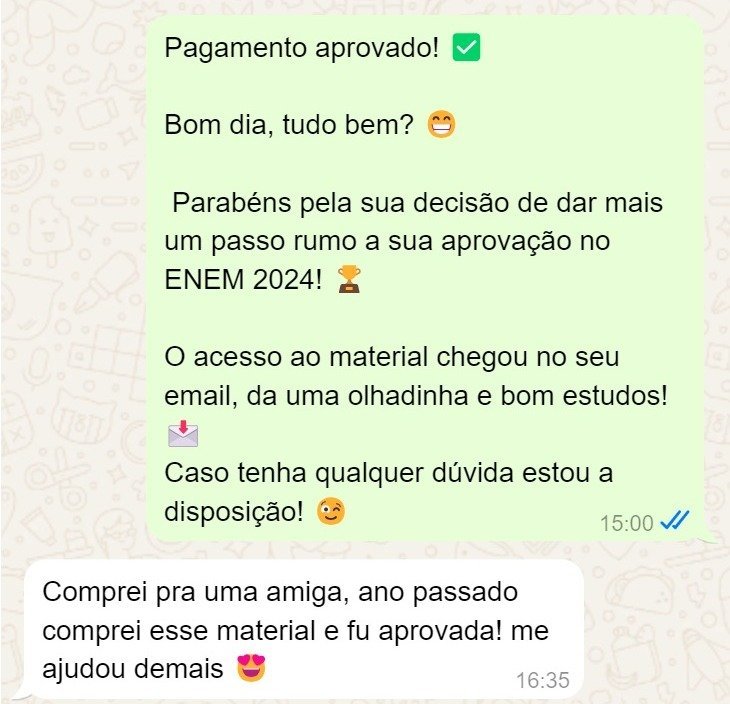 Pagamento aprovado! ✅
Bom dia, tudo bem? 😁
Parabéns pela sua decisão de dar mais
um passo rumo a sua aprovação no
ENEM 2024! 🏆
O acesso ao material chegou no seu
email, da uma olhadinha e bom estudos!
📩
Caso tenha qualquer dúvida estou a
disposição! 😉
15:00
Comprei pra uma amiga, ano passado
comprei esse material e fu aprovada! me
ajudou demais 😍
16:35